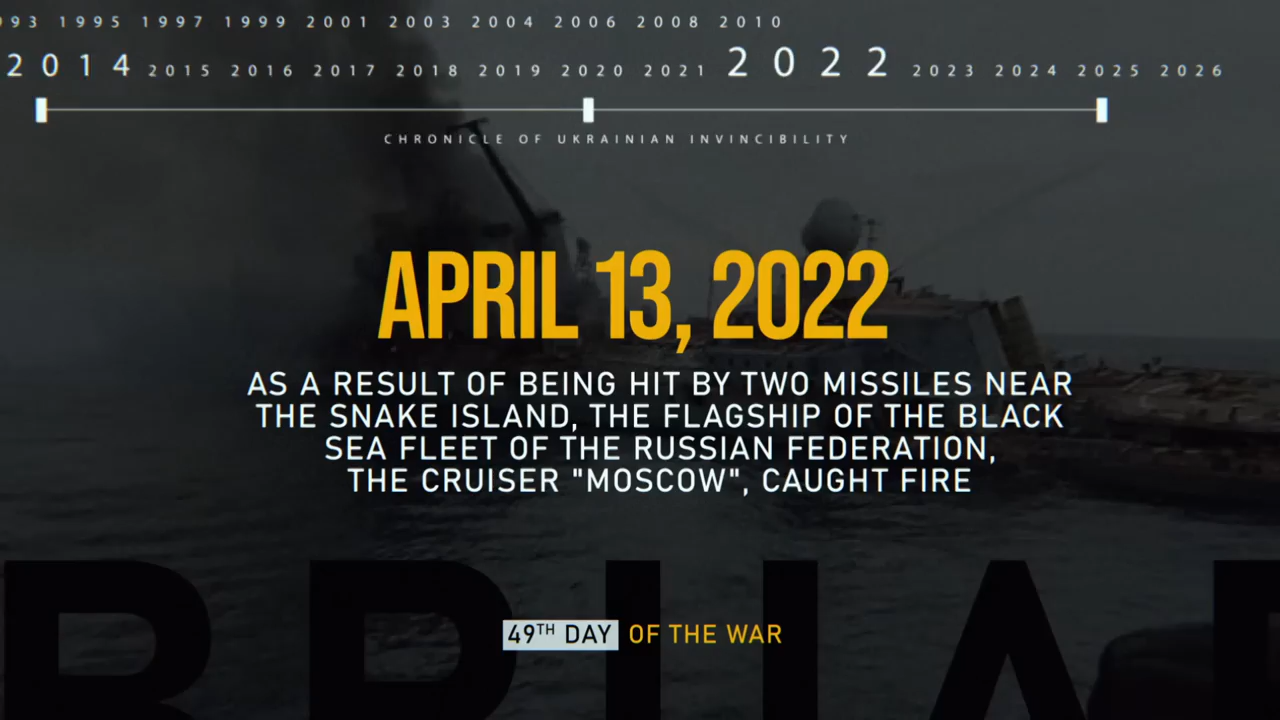 93 1995 1997 1999 2001 2003 2004 2006 2008 2010
2014 2015 2016 2017 2018 2019 2020 2021 2022 2023 2024 2025 2026
CHRONICLE OF UKRAINIAN INVINCIBILITY
APRIL 13, 2022
AS A RESULT OF BEING HIT BY TWO MISSILES NEAR
THE SNAKE ISLAND, THE FLAGSHIP OF THE BLACK
SEA FLEET OF THE RUSSIAN FEDERATION,
THE CRUISER "MOSCOW", CAUGHT FIRE
49TH DAY OF THE WAR